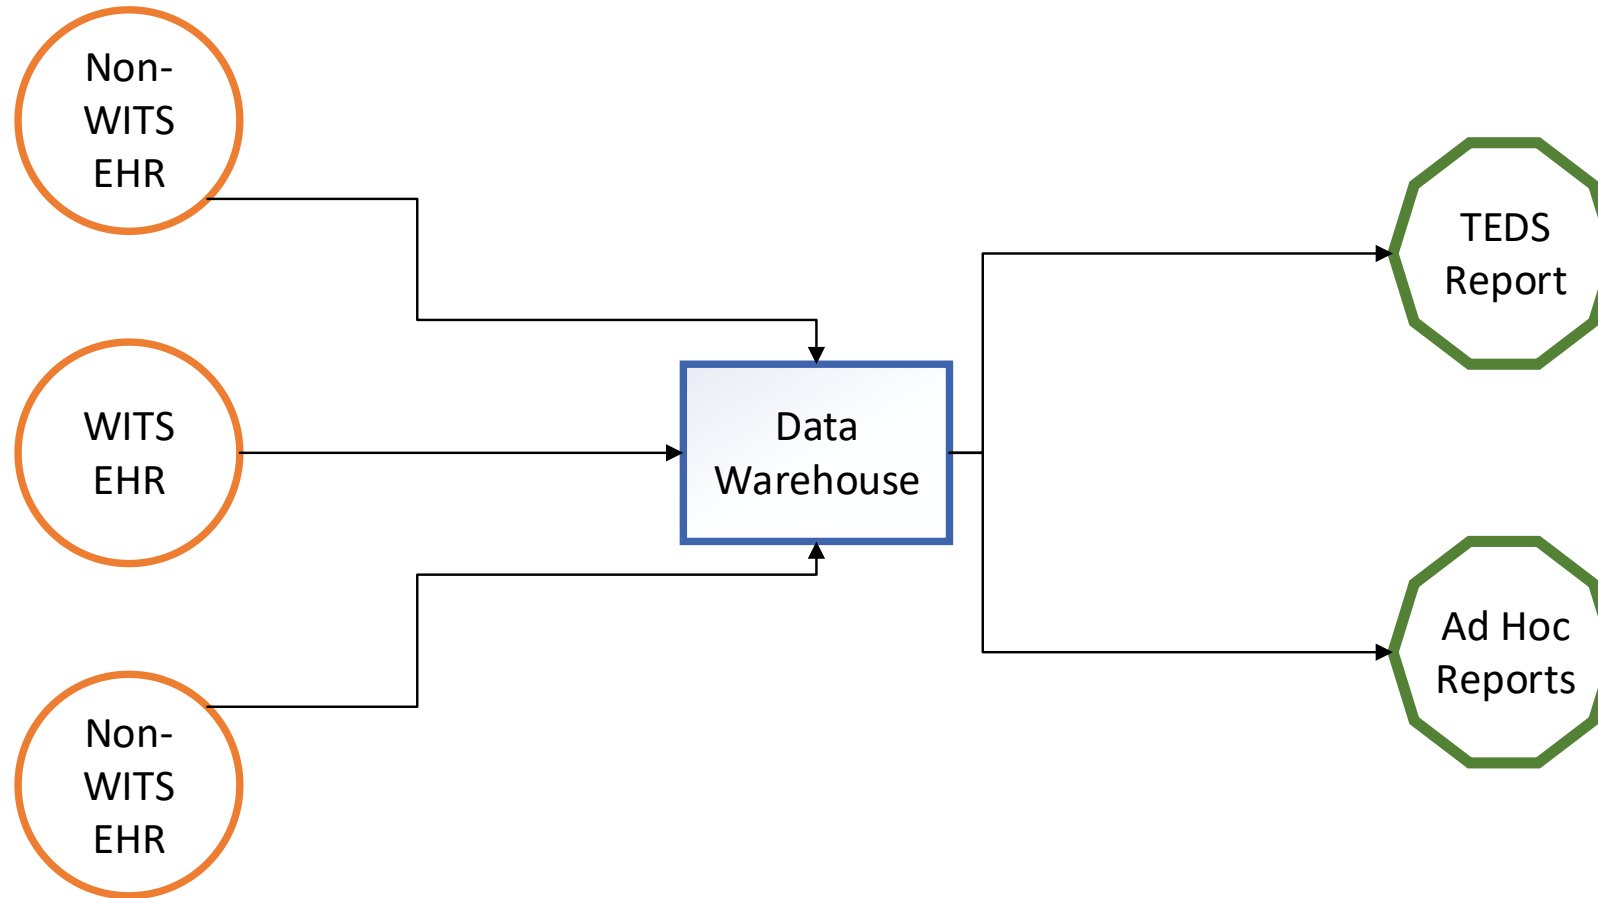 Non-
WITS
EHR
WITS
EHR
Non-
WITS
EHR
Data
Warehouse
TEDS
Report
Ad Hoc
Reports